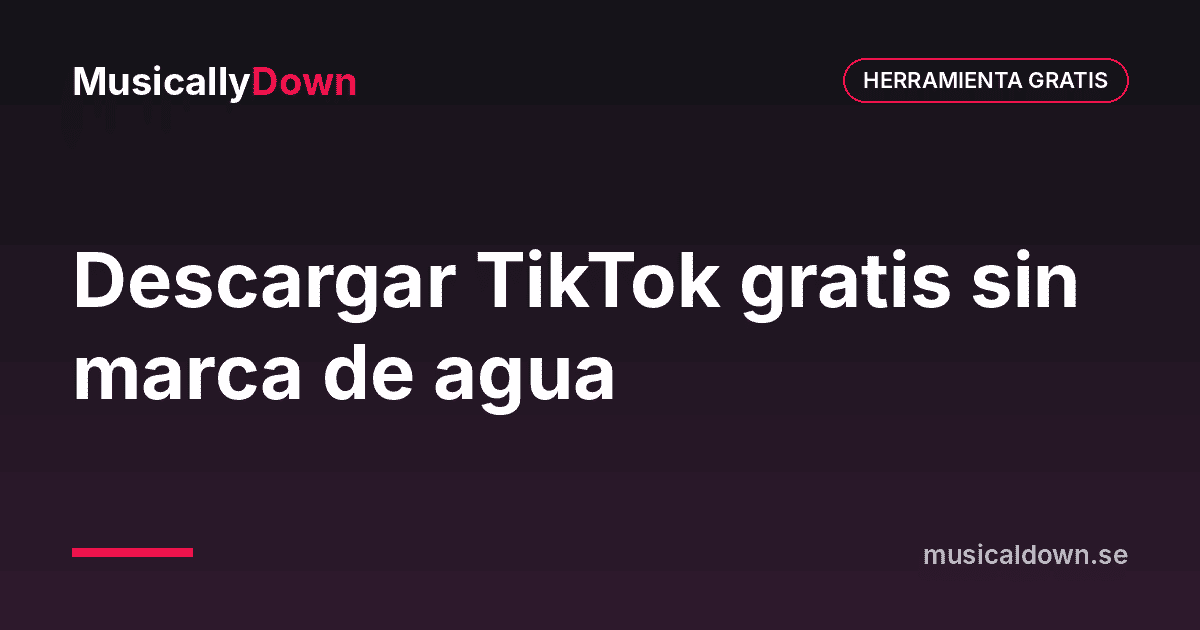 MusicallyDown
HERRAMIENTA GRATIS
Descargar TikTok gratis sin
marca de agua
musicaldown.se